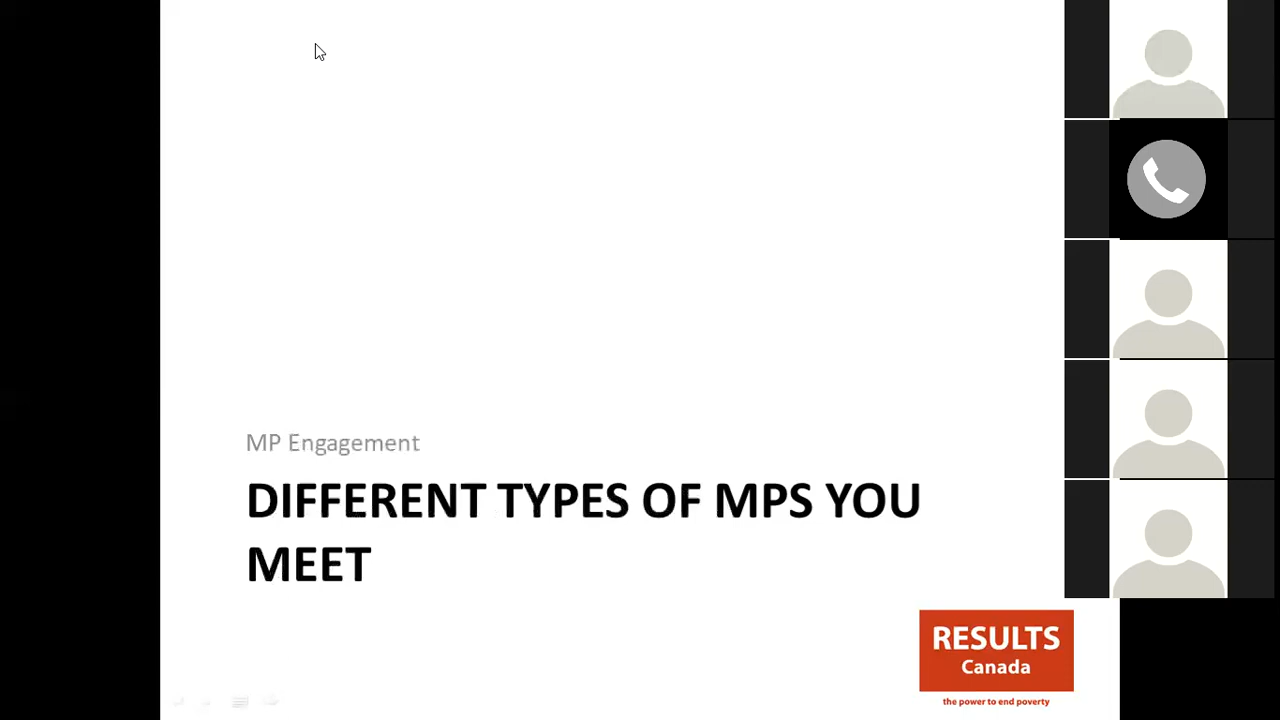 MP Engagement
DIFFERENT TYPES OF MPS YOU
MEET
RESULTS
Canada
the power to end poverty